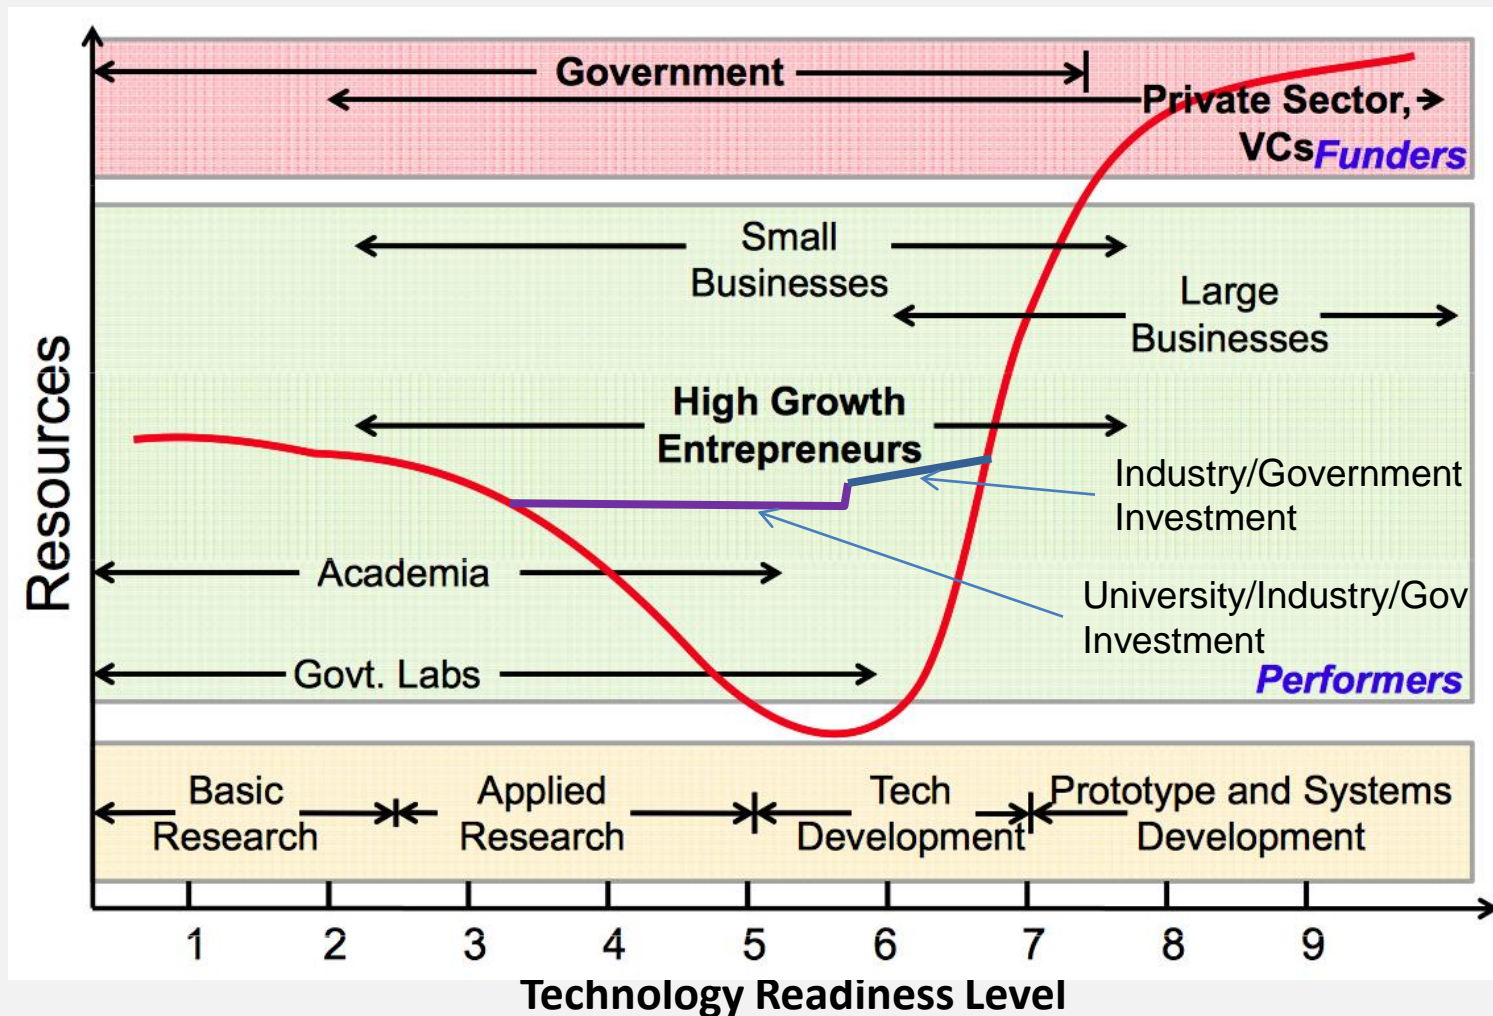 Government
Private Sector,
VCs
Funders
Small
Businesses
Large
Businesses
High Growth
Entrepreneurs
Industry/Government
Investment
Academia
University/Industry/Gov
Investment
Govt. Labs
Performers
Resources
Basic
Research
Applied
Research
Tech
Development
Prototype and Systems
Development
1 2 3 4 5 6 7 8 9
Technology Readiness Level